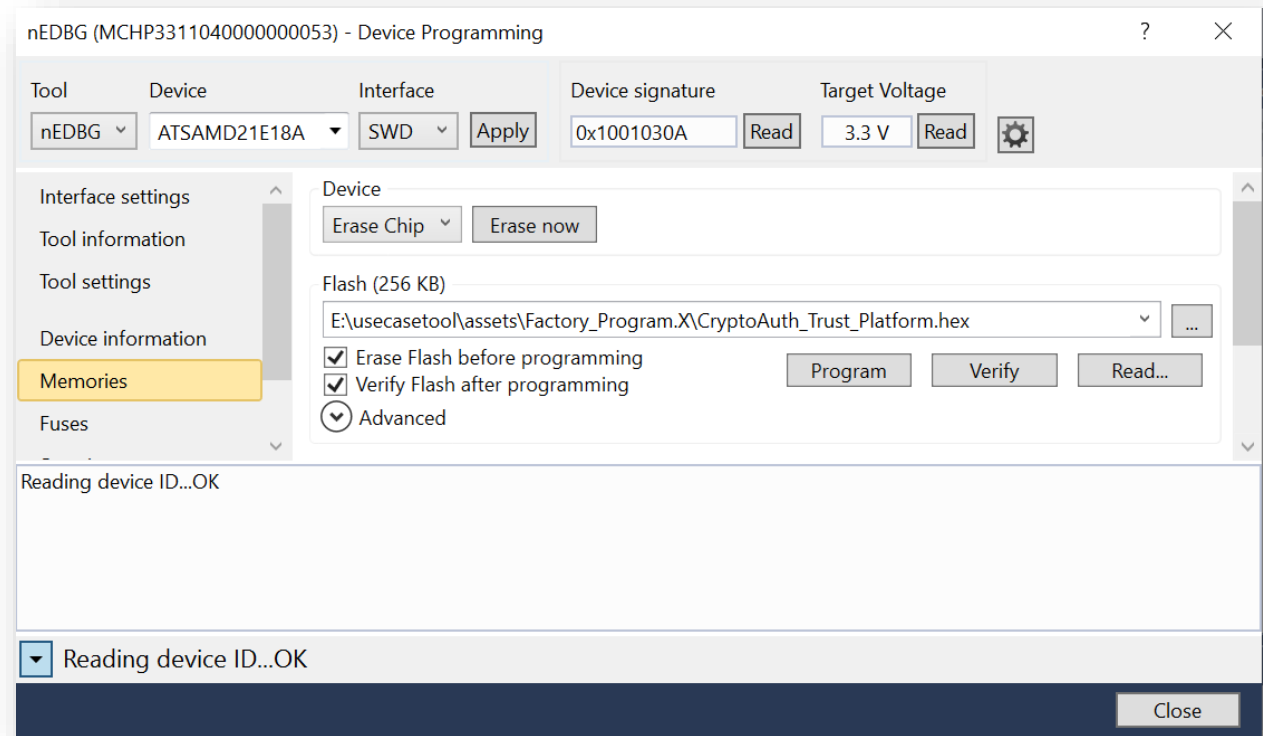 nEDBG (MCHP3311040000000053) - Device Programming ?
Tool Device Interface Device signature Target Voltage
nEDBG ATSAMD21E18A SWD Apply 0x1001030A Read 3.3 V Read
Interface settings
Tool information
Tool settings
Device information
Memories
Fuses
Device
Erase Chip Erase now
Flash (256 KB)
E:\usecasetool\assets\Factory_Program.X\CryptoAuth_Trust_Platform.hex ...
Erase Flash before programming
Verify Flash after programming
Program Verify Read...
Advanced
Reading device ID...OK
Reading device ID...OK
Close